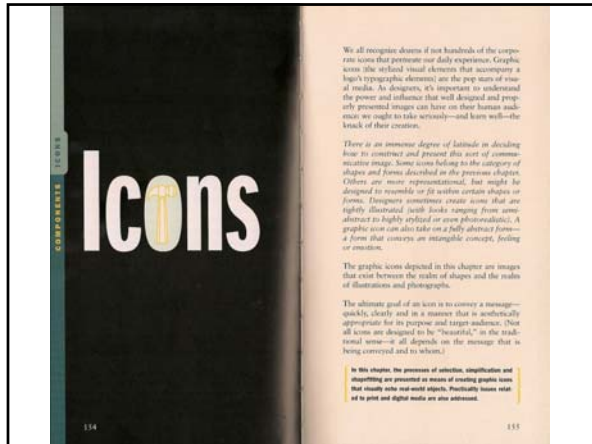 COMPONENTS
ICONS
Icons
154
We all recognize dozens if not hundreds of the corpo-
rate icons that permeate our daily experience. Graphic
icons (the stylized visual elements that accompany a
logo's typographic elements) are the pop stars of visu-
al media. As designers, it's important to understand
the power and influence that well designed and prop-
erly presented images can have on their human audi-
ence; we ought to take seriously—and learn well—the
knack of their creation.
There is an immense degree of latitude in deciding
how to construct and present this sort of commu-
nicative image. Some icons belong to the category of
shapes and forms described in the previous chapter.
Others are more representational, but might be
designed to resemble or fit within certain shapes or
forms. Designers sometimes create icons that are
tightly illustrated (with looks ranging from semi-
abstract to highly stylized or even photorealistic). A
graphic icon can also take on a fully abstract form—
a form that conveys an intangible concept, feeling
or emotion.
The graphic icons depicted in this chapter are images
that exist between the realm of shapes and the realm
of illustrations and photographs.
The ultimate goal of an icon is to convey a message—
quickly, clearly and in a manner that is aesthetically
appropriate for its purpose and target-audience. (Not
all icons are designed to be "beautiful," in the tradi-
tional sense—it all depends on the message that is
being conveyed and to whom.)
In this chapter, the processes of selection, simplification and
shapefitting are presented as means of creating graphic icons
that visually echo real-world objects. Practicality issues relat-
ed to print and digital media are also addressed.
155